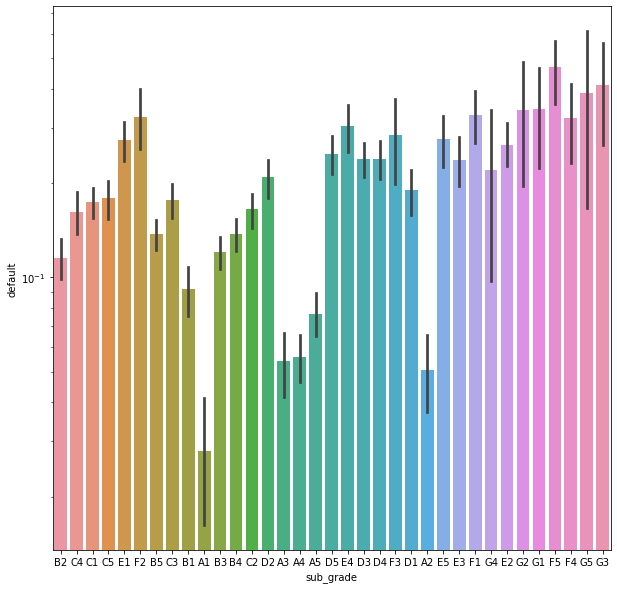 default
10⁻¹
B2 C4 C1 C5 E1 F2 B5 C3 B1 A1 B3 B4 C2 D2 A3 A4 A5 D5 E4 D3 D4 F3 D1 A2 E5 E3 F1 G4 E2 G2 G1 F5 F4 G5 G3
sub_grade